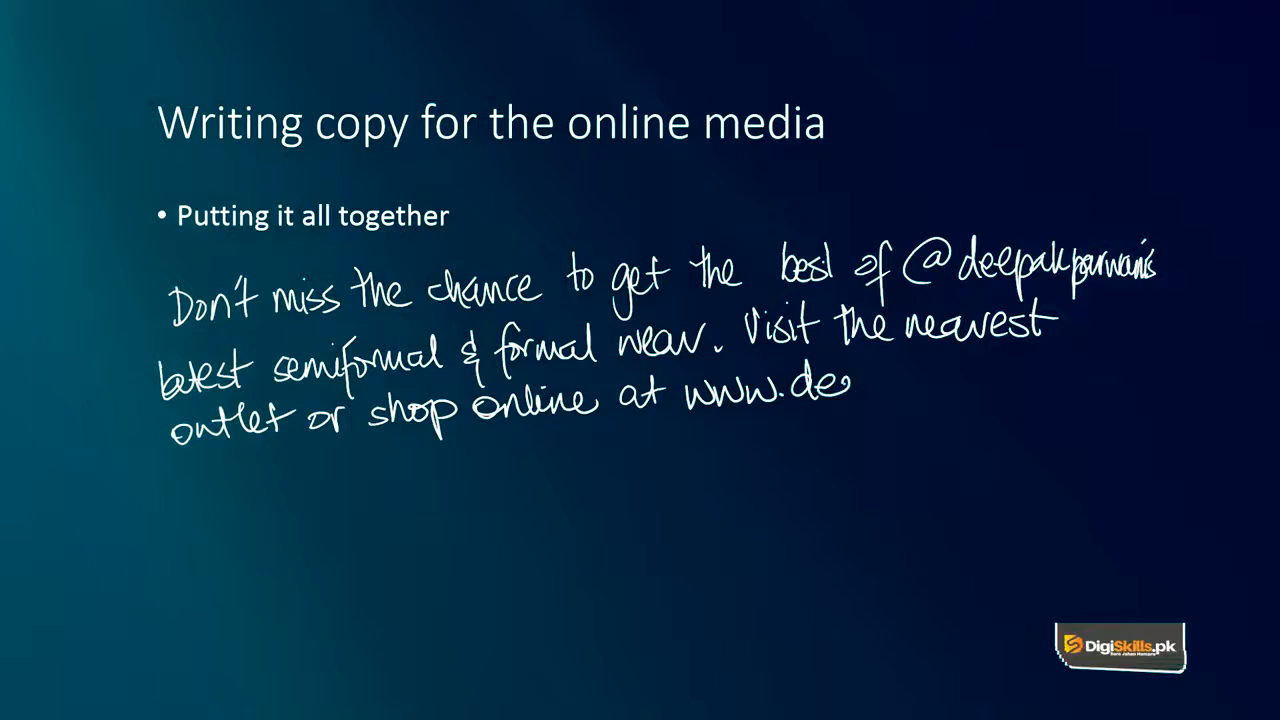 Writing copy for the online media
• Putting it all together
Don't miss the chance to get the best of @deepakparwani's
latest semiformal & formal wear. Visit the nearest
outlet or shop online at www.de
DigiSkills.pk